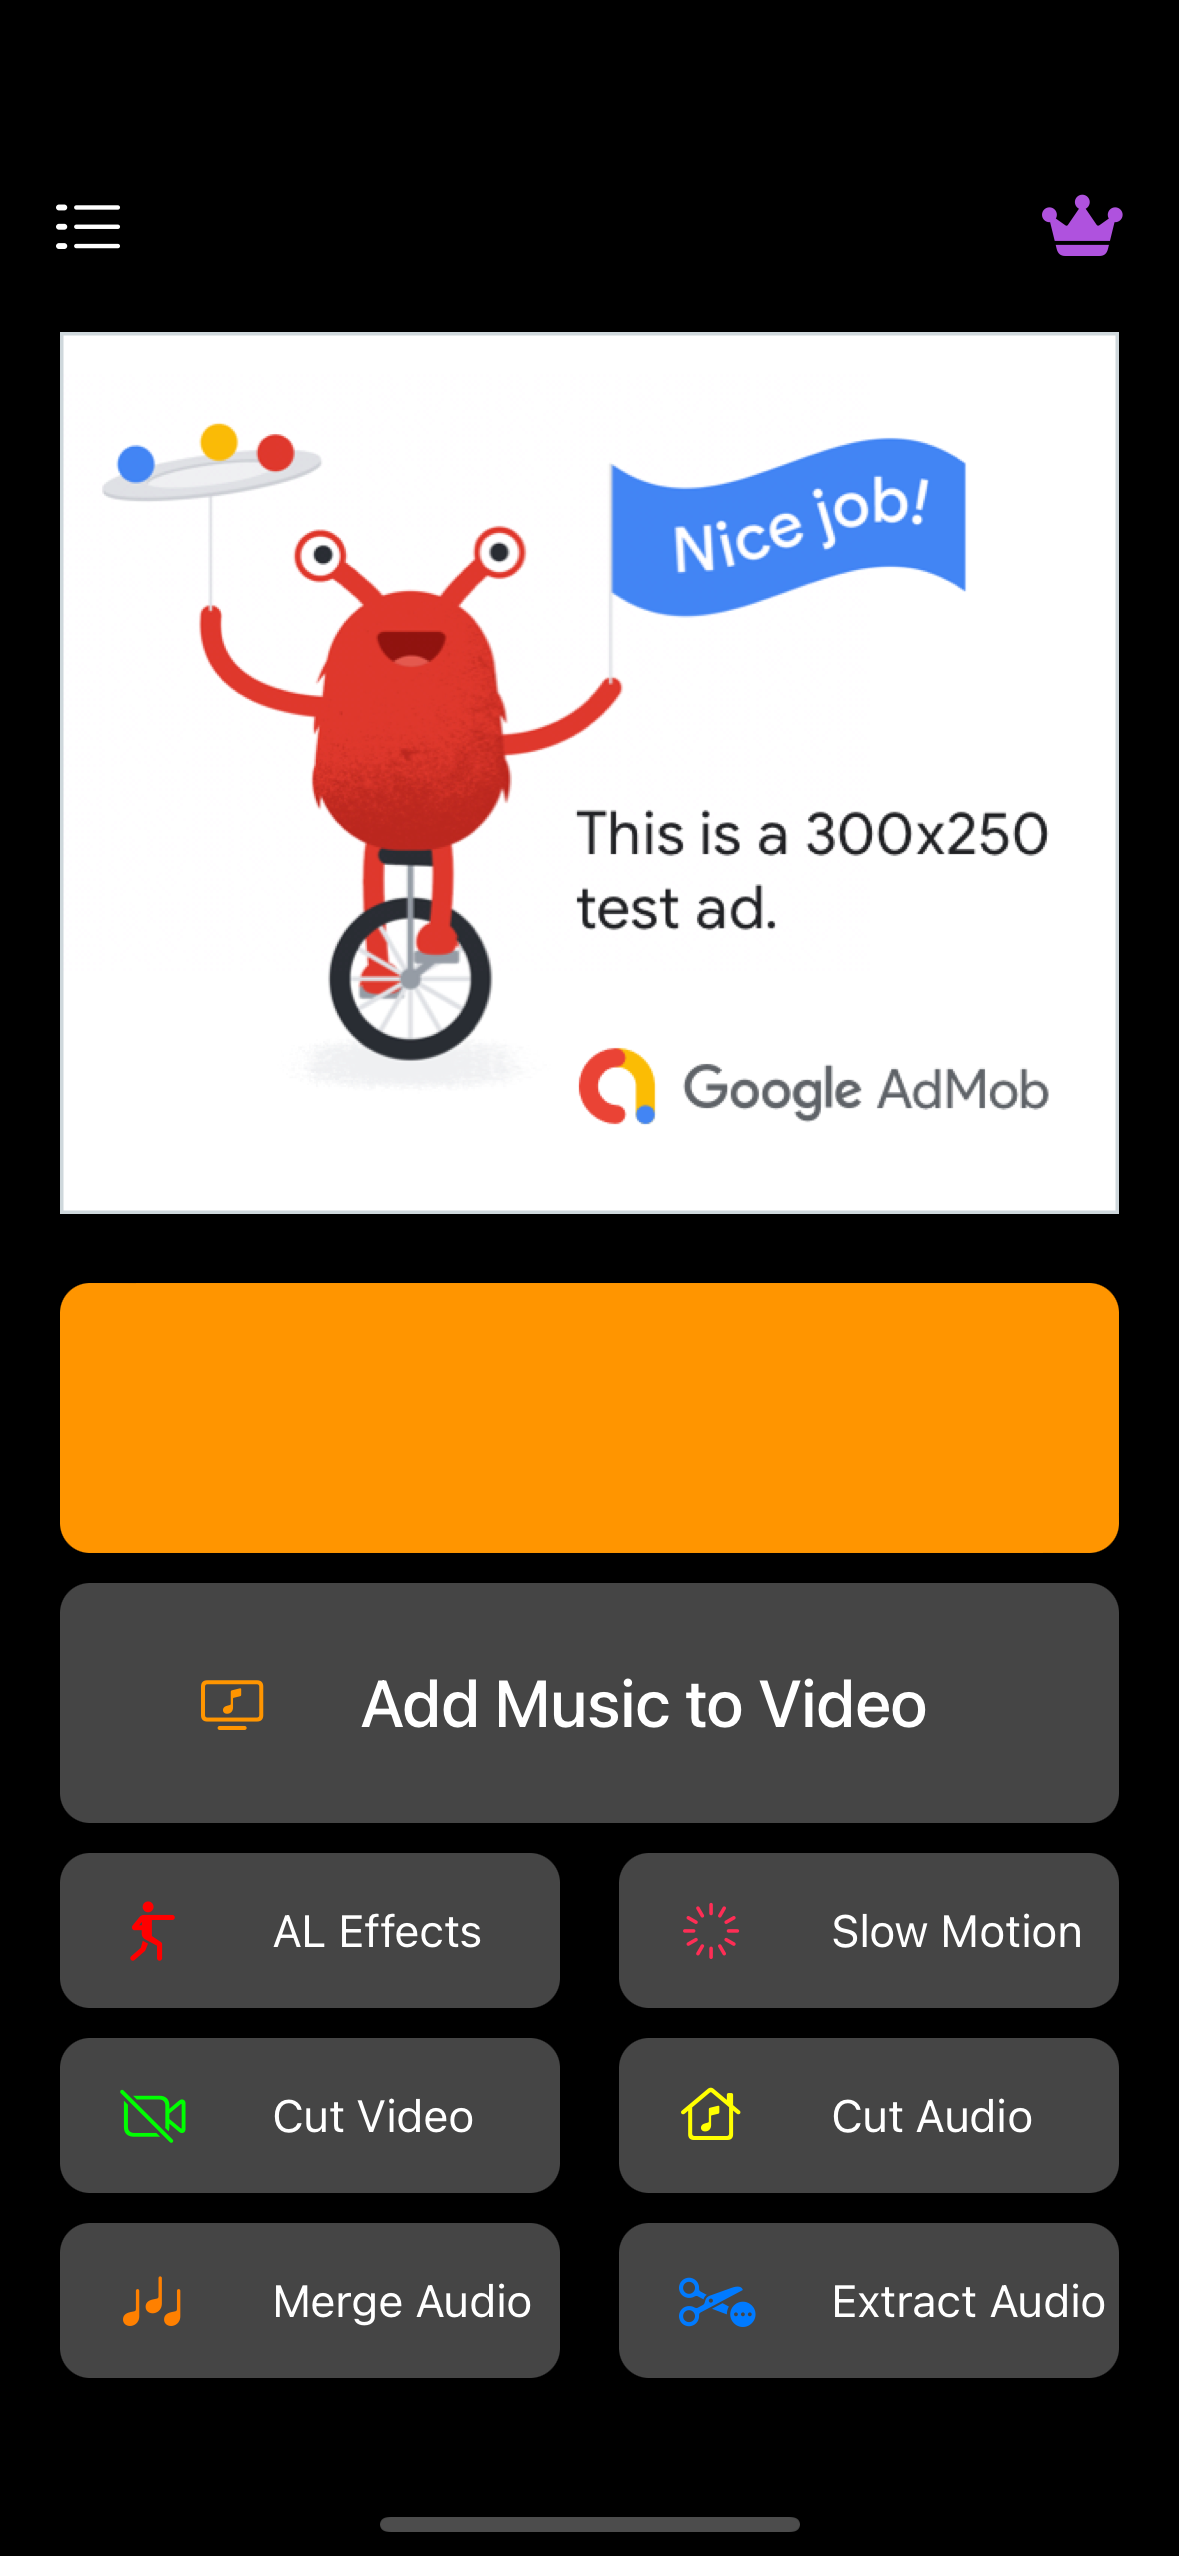 Nice job!
This is a 300x250
test ad.
Google AdMob
Add Music to Video
AL Effects
Slow Motion
Cut Video
Cut Audio
Merge Audio
Extract Audio